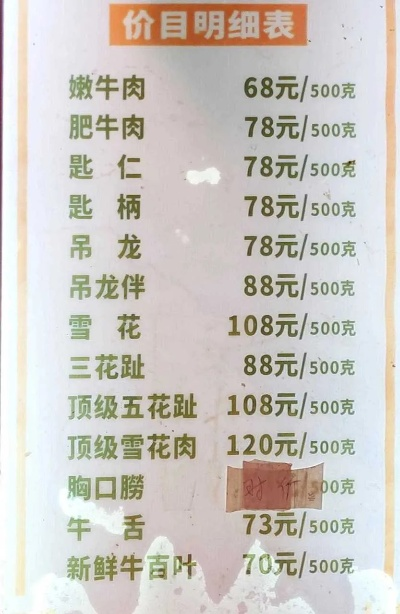 价目明细表
嫩牛肉 68元/500克
肥牛肉 78元/500克
匙仁 78元/500克
匙柄 78元/500克
吊龙 78元/500克
吊龙伴 88元/500克
雪花 108元/500克
三花趾 88元/500克
顶级五花趾 108元/500克
顶级雪花肉 120元/500克
胸口朥 时价 00克
牛舌 73元/500克
新鲜牛百叶 70元/500克